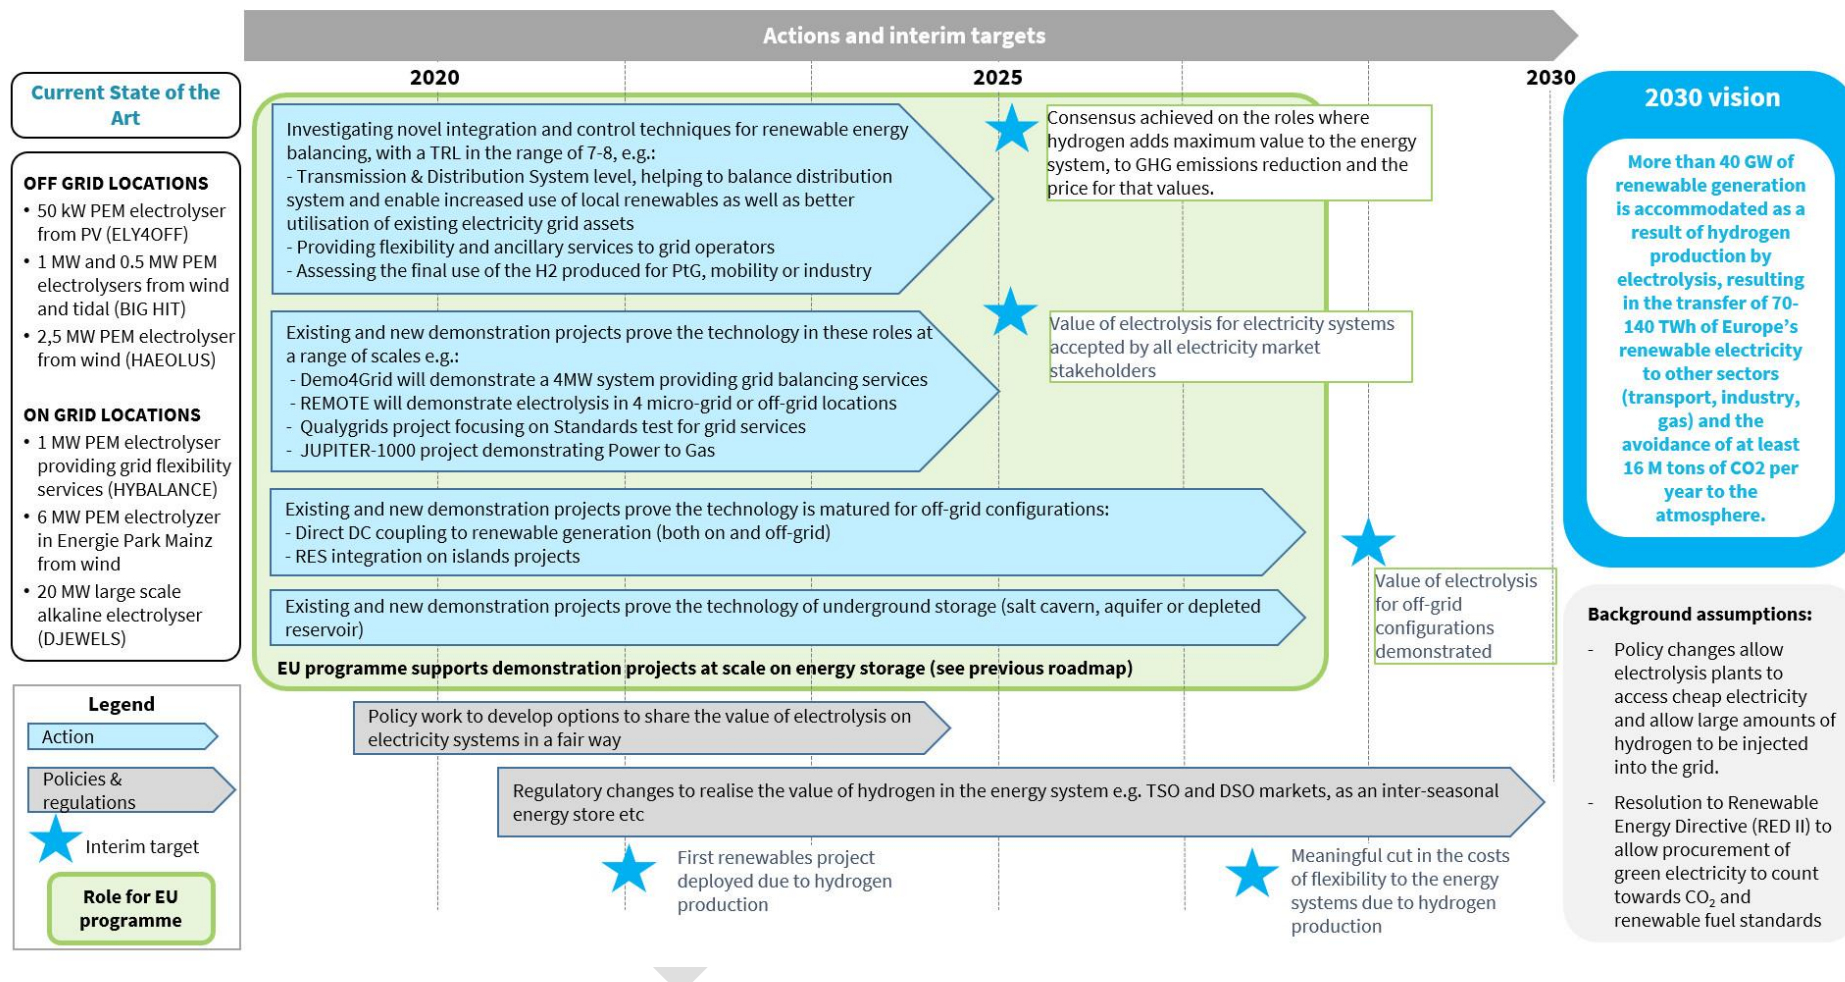 Actions and interim targets
2020
2025
2030
Current State of the
Art
OFF GRID LOCATIONS
• 50 kW PEM electrolyser
from PV (ELY4OFF)
• 1 MW and 0.5 MW PEM
electrolysers from wind
and tidal (BIG HIT)
• 2,5 MW PEM electrolyser
from wind (HAEOLUS)
ON GRID LOCATIONS
• 1 MW PEM electrolyser
providing grid flexibility
services (HYBALANCE)
• 6 MW PEM electrolyzer
in Energie Park Mainz
from wind
• 20 MW large scale
alkaline electrolyser
(DJEWELS)
Legend
Action
Policies &
regulations
Interim target
Role for EU
programme
Investigating novel integration and control techniques for renewable energy
balancing, with a TRL in the range of 7-8, e.g.:
- Transmission & Distribution System level, helping to balance distribution
system and enable increased use of local renewables as well as better
utilisation of existing electricity grid assets
- Providing flexibility and ancillary services to grid operators
- Assessing the final use of the H2 produced for PtG, mobility or industry
Consensus achieved on the roles where
hydrogen adds maximum value to the energy
system, to GHG emissions reduction and the
price for that values.
Existing and new demonstration projects prove the technology in these roles at
a range of scales e.g.:
- Demo4Grid will demonstrate a 4MW system providing grid balancing services
- REMOTE will demonstrate electrolysis in 4 micro-grid or off-grid locations
- Qualygrids project focusing on Standards test for grid services
- JUPITER-1000 project demonstrating Power to Gas
Value of electrolysis for electricity systems
accepted by all electricity market
stakeholders
Existing and new demonstration projects prove the technology is matured for off-grid configurations:
- Direct DC coupling to renewable generation (both on and off-grid)
- RES integration on islands projects
Existing and new demonstration projects prove the technology of underground storage (salt cavern, aquifer or depleted
reservoir)
EU programme supports demonstration projects at scale on energy storage (see previous roadmap)
Value of electrolysis
for off-grid
configurations
demonstrated
Policy work to develop options to share the value of electrolysis on
electricity systems in a fair way
Regulatory changes to realise the value of hydrogen in the energy system e.g. TSO and DSO markets, as an inter-seasonal
energy store etc
First renewables project
deployed due to hydrogen
production
Meaningful cut in the costs
of flexibility to the energy
systems due to hydrogen
production
2030 vision
More than 40 GW of
renewable generation
is accommodated as a
result of hydrogen
production by
electrolysis, resulting
in the transfer of 70-
140 TWh of Europe's
renewable electricity
to other sectors
(transport, industry,
gas) and the
avoidance of at least
16 M tons of CO2 per
year to the
atmosphere.
Background assumptions:
- Policy changes allow
electrolysis plants to
access cheap electricity
and allow large amounts of
hydrogen to be injected
into the grid.
- Resolution to Renewable
Energy Directive (RED II) to
allow procurement of
green electricity to count
towards CO₂ and
renewable fuel standards